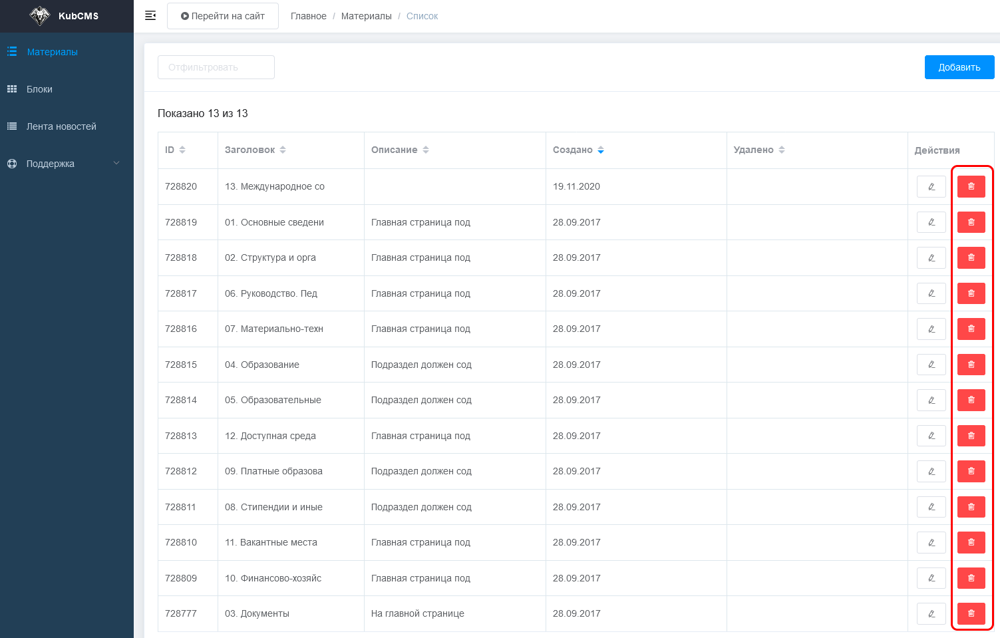 KubCMS
Перейти на сайт
Главное / Материалы / Список
Материалы
Блоки
Лента новостей
Поддержка
Отфильтровать
Добавить
Показано 13 из 13
ID Заголовок Описание Создано Удалено Действия
728820 13. Международное со 19.11.2020
728819 01. Основные сведени Главная страница под 28.09.2017
728818 02. Структура и орга Главная страница под 28.09.2017
728817 06. Руководство. Пед Главная страница под 28.09.2017
728816 07. Материально-техн Главная страница под 28.09.2017
728815 04. Образование Подраздел должен сод 28.09.2017
728814 05. Образовательные Подраздел должен сод 28.09.2017
728813 12. Доступная среда Главная страница под 28.09.2017
728812 09. Платные образова Подраздел должен сод 28.09.2017
728811 08. Стипендии и иные Подраздел должен сод 28.09.2017
728810 11. Вакантные места Главная страница под 28.09.2017
728809 10. Финансово-хозяйс Главная страница под 28.09.2017
728777 03. Документы На главной странице 28.09.2017